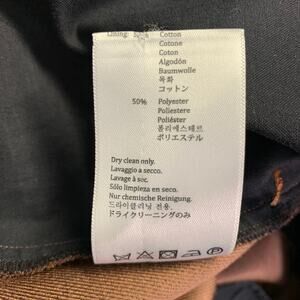 Lining: 50% Cotton
Cotone
Coton
Algodón
Baumwolle
목화
コットン
50% Polyester
Poliestere
Poliéster
폴리에스테르
ポリエステル
Dry clean only.
Lavaggio a secco.
Lavage à sec.
Sólo limpieza en seco.
Nur chemische Reinigung.
드라이클리닝 전용.
ドライクリーニングのみ